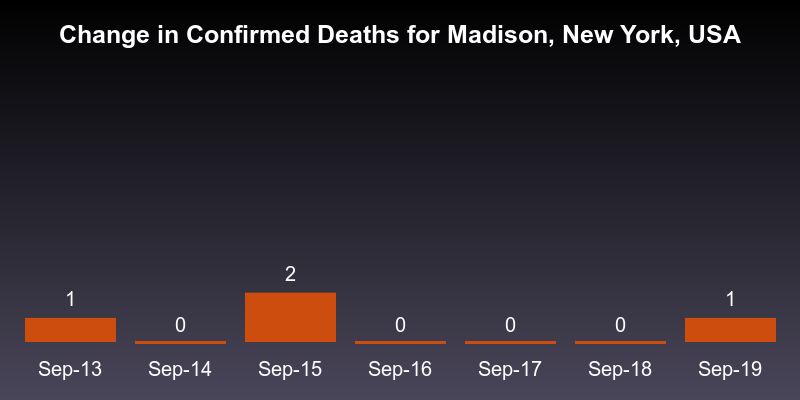 Change in Confirmed Deaths for Madison, New York, USA
1 0 2 0 0 0 1
Sep-13 Sep-14 Sep-15 Sep-16 Sep-17 Sep-18 Sep-19